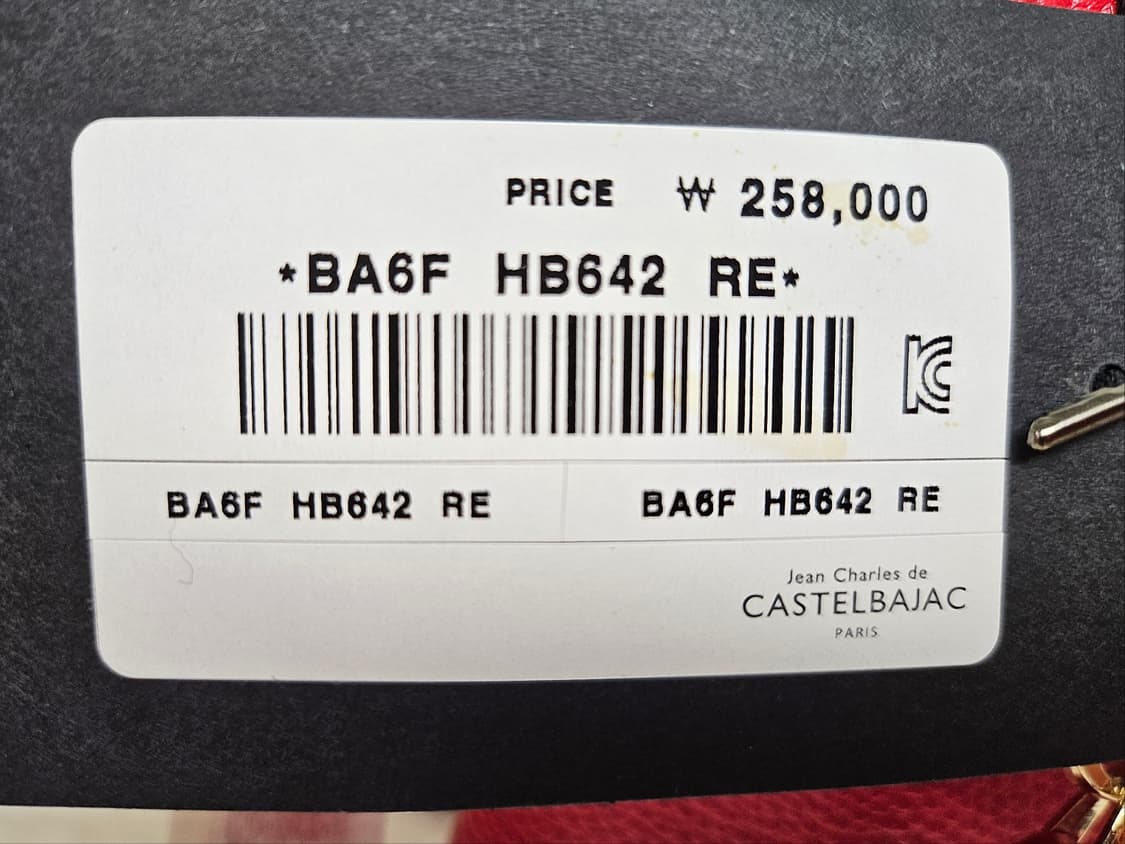 PRICE ₩ 258,000
*BA6F HB642 RE*
BA6F HB642 RE BA6F HB642 RE
Jean Charles de
CASTELBAJAC
PARIS